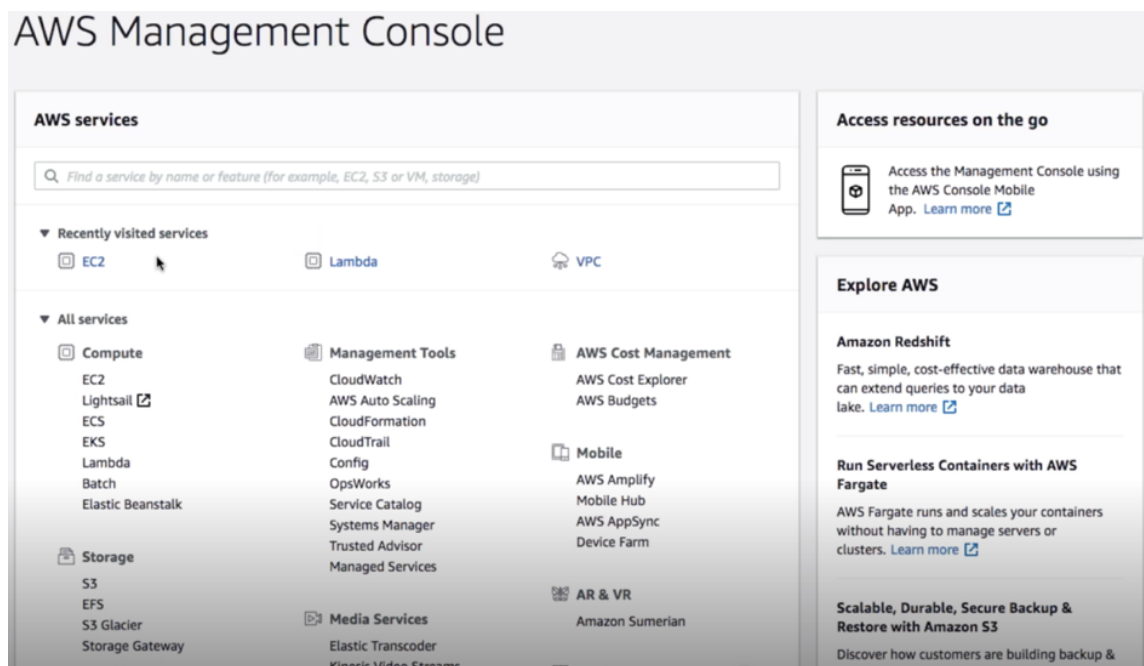 AWS Management Console
AWS services
Find a service by name or feature (for example, EC2, S3 or VM, storage)
Recently visited services
EC2
Lambda
VPC
All services
Compute
EC2
Lightsail
ECS
EKS
Lambda
Batch
Elastic Beanstalk
Storage
S3
EFS
S3 Glacier
Storage Gateway
Management Tools
CloudWatch
AWS Auto Scaling
CloudFormation
CloudTrail
Config
OpsWorks
Service Catalog
Systems Manager
Trusted Advisor
Managed Services
Media Services
Elastic Transcoder
Kinesis Video Streams
AWS Cost Management
AWS Cost Explorer
AWS Budgets
Mobile
AWS Amplify
Mobile Hub
AWS AppSync
Device Farm
AR & VR
Amazon Sumerian
Access resources on the go
Access the Management Console using
the AWS Console Mobile
App. Learn more
Explore AWS
Amazon Redshift
Fast, simple, cost-effective data warehouse that
can extend queries to your data
lake. Learn more
Run Serverless Containers with AWS
Fargate
AWS Fargate runs and scales your containers
without having to manage servers or
clusters. Learn more
Scalable, Durable, Secure Backup &
Restore with Amazon S3
Discover how customers are building backup &